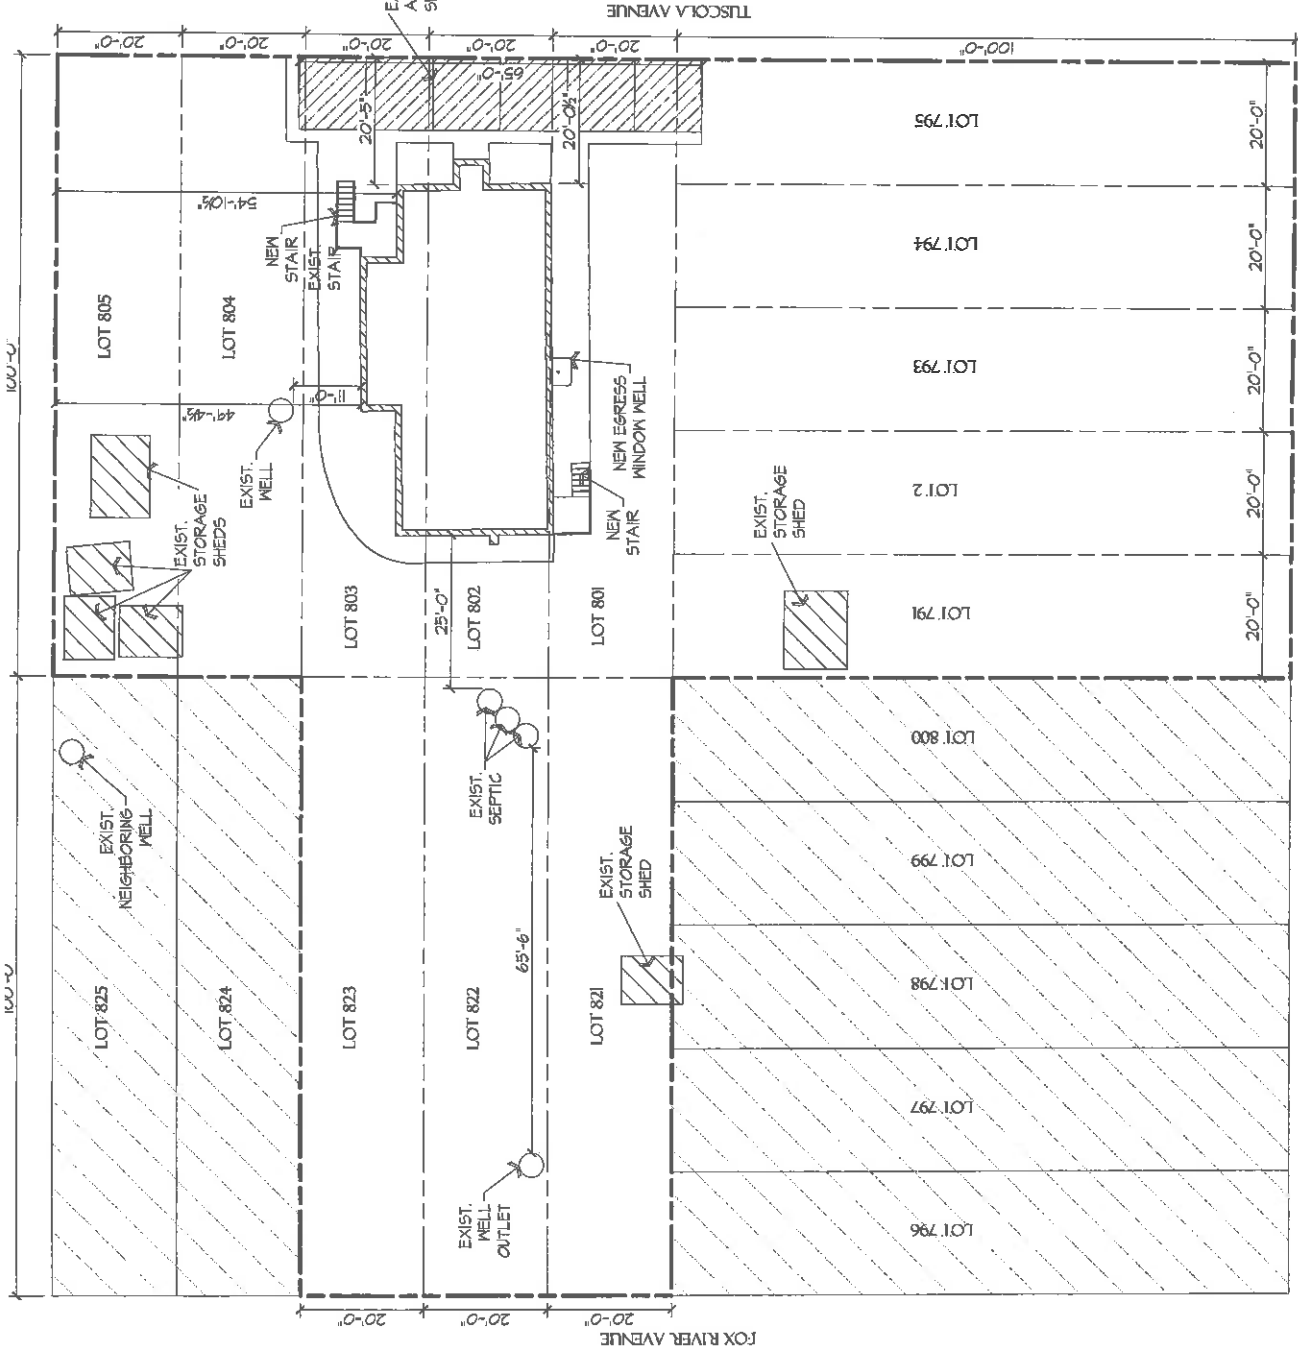 TUSCOLA AVENUE
20'-0"
20'-0"
20'-0"
20'-0"
20'-0"
100'-0"
100'-0"
65'-0"
20'-5"
20'-0½"
54'-10½"
49'-4½"
11'-0"
NEW
STAIR
EXIST.
STAIR
LOT 805
LOT 804
EXIST.
WELL
EXIST.
STORAGE
SHEDS
NEW EGRESS
WINDOW WELL
NEW
STAIR
LOT 803
LOT 802
LOT 801
25'-0"
LOT 795
20'-0"
LOT 794
20'-0"
LOT 793
20'-0"
LOT 2
20'-0"
LOT 791
20'-0"
EXIST.
STORAGE
SHED
100'-0"
EXIST.
NEIGHBORING
WELL
EXIST.
SEPTIC
65'-6"
EXIST.
STORAGE
SHED
LOT 825
LOT 824
LOT 823
LOT 822
LOT 821
EXIST.
WELL
OUTLET
LOT 800
LOT 799
LOT 798
LOT 797
LOT 796
20'-0"
20'-0"
20'-0"
FOX RIVER AVENUE